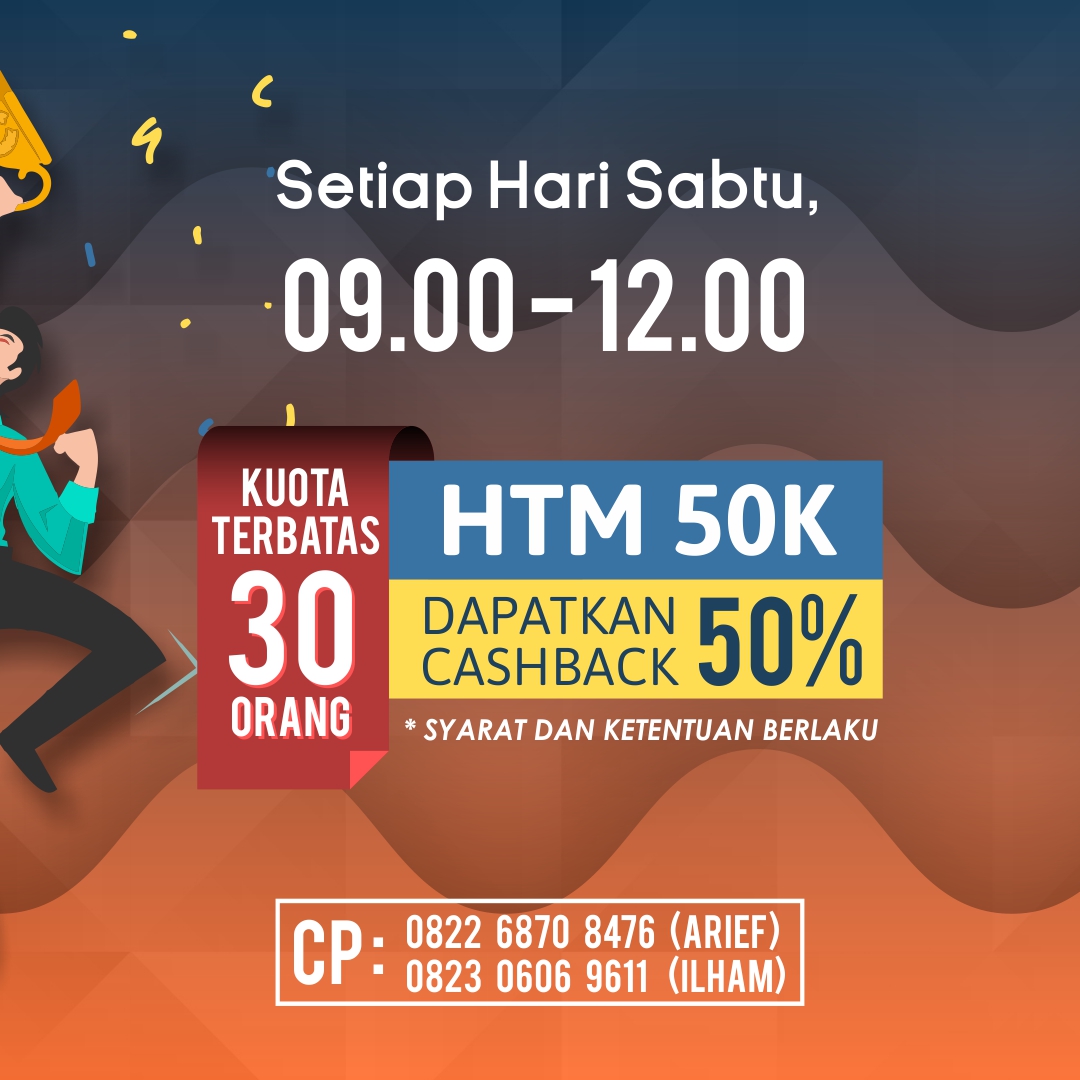 Setiap Hari Sabtu,
09.00-12.00
KUOTA
TERBATAS
30
ORANG
HTM 50K
DAPATKAN
CASHBACK
50%
* SYARAT DAN KETENTUAN BERLAKU
CP:
0822 6870 8476 (ARIEF)
0823 0606 9611 (ILHAM)